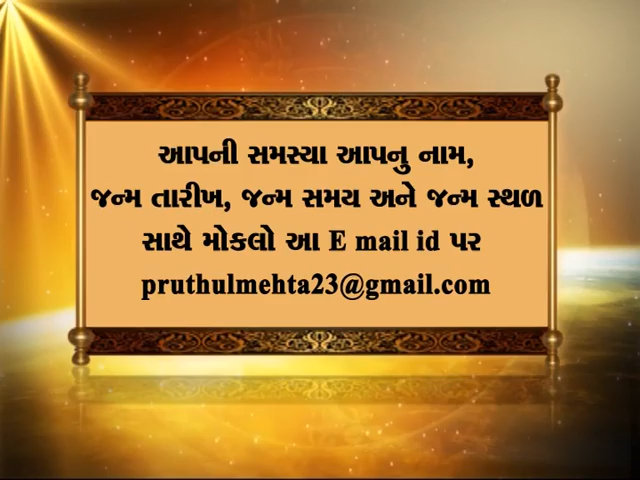 આપની સમસ્યા આપનુ નામ,
જન્મ તારીખ, જન્મ સમય અને જન્મ સ્થળ
સાથે મોકલો આ E mail id પર
pruthulmehta23@gmail.com